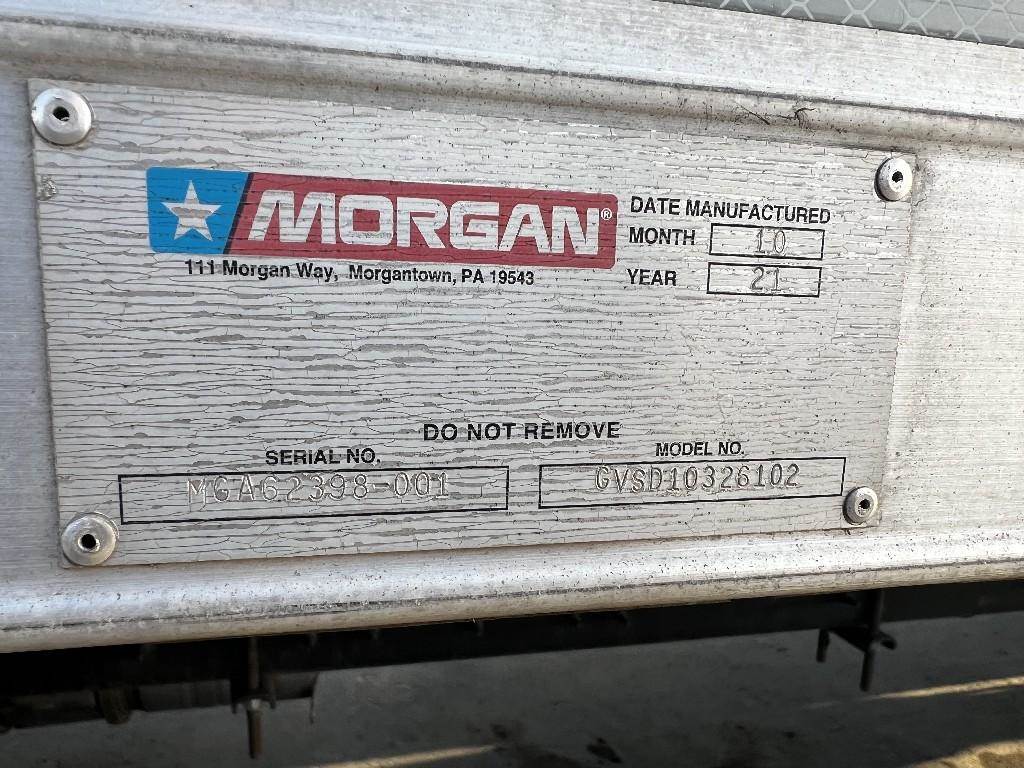 MORGAN®
111 Morgan Way, Morgantown, PA 19543
DATE MANUFACTURED
MONTH 10
YEAR 21
DO NOT REMOVE
SERIAL NO.
MGA62398-001
MODEL NO.
GVSD10326102